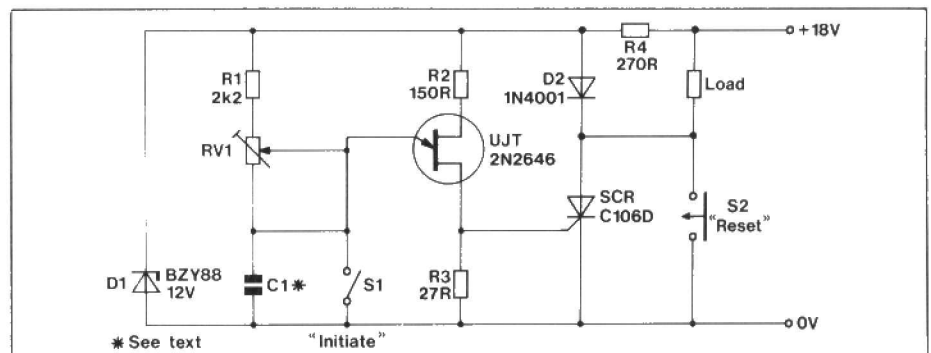 +18V
R4
270R
R1
2k2
R2
150R
D2
1N4001
Load
RV1
UJT
2N2646
SCR
C106D
S2
"Reset"
D1
BZY88
12V
C1✱
S1
R3
27R
0V
✱ See text
"Initiate"